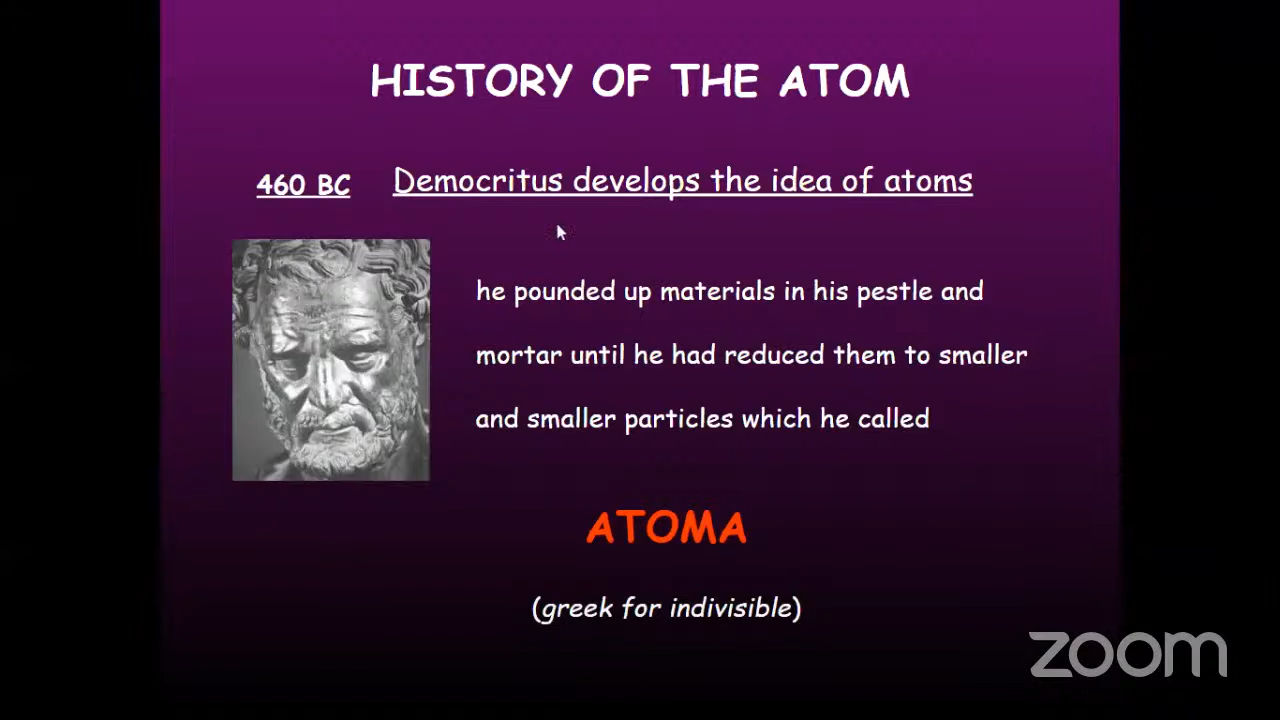 HISTORY OF THE ATOM
460 BC Democritus develops the idea of atoms
he pounded up materials in his pestle and
mortar until he had reduced them to smaller
and smaller particles which he called
ATOMA
(greek for indivisible)
zoom